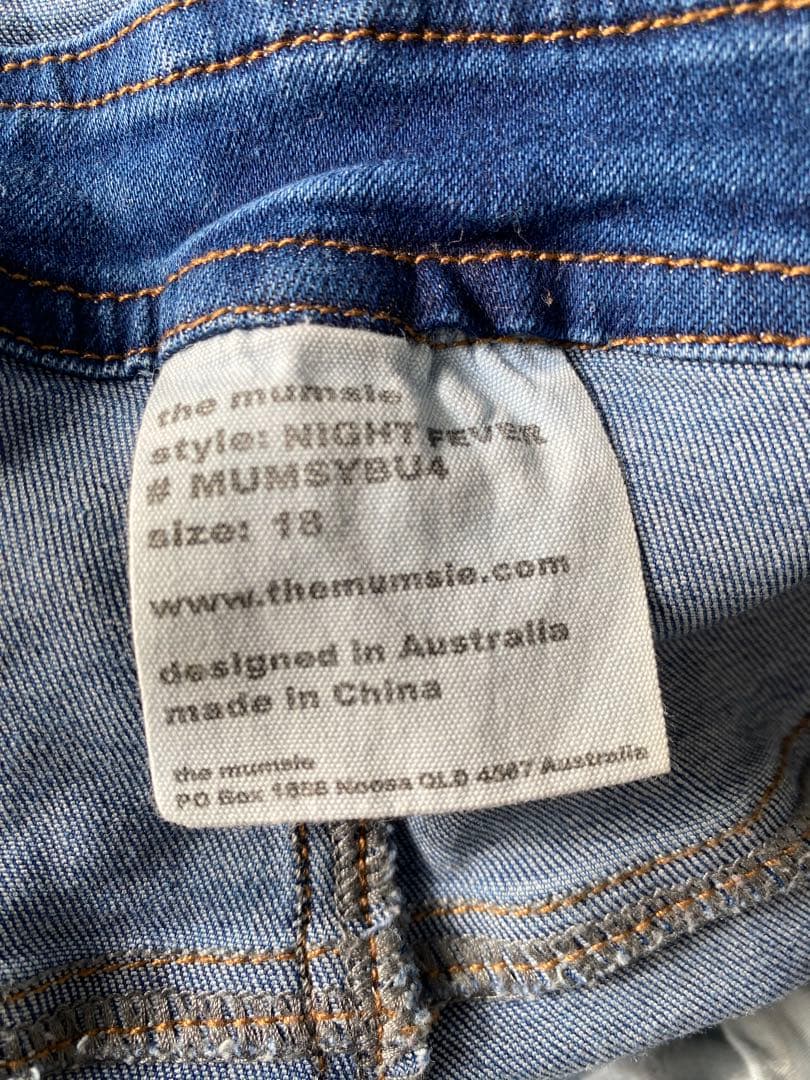 the mumsie
style: NIGHT FEVER
# MUMSYBU4
size: 18
www.themumsie.com
designed in Australia
made in China
the mumsie
PO Box 1888 Noosa QLD 4567 Australia